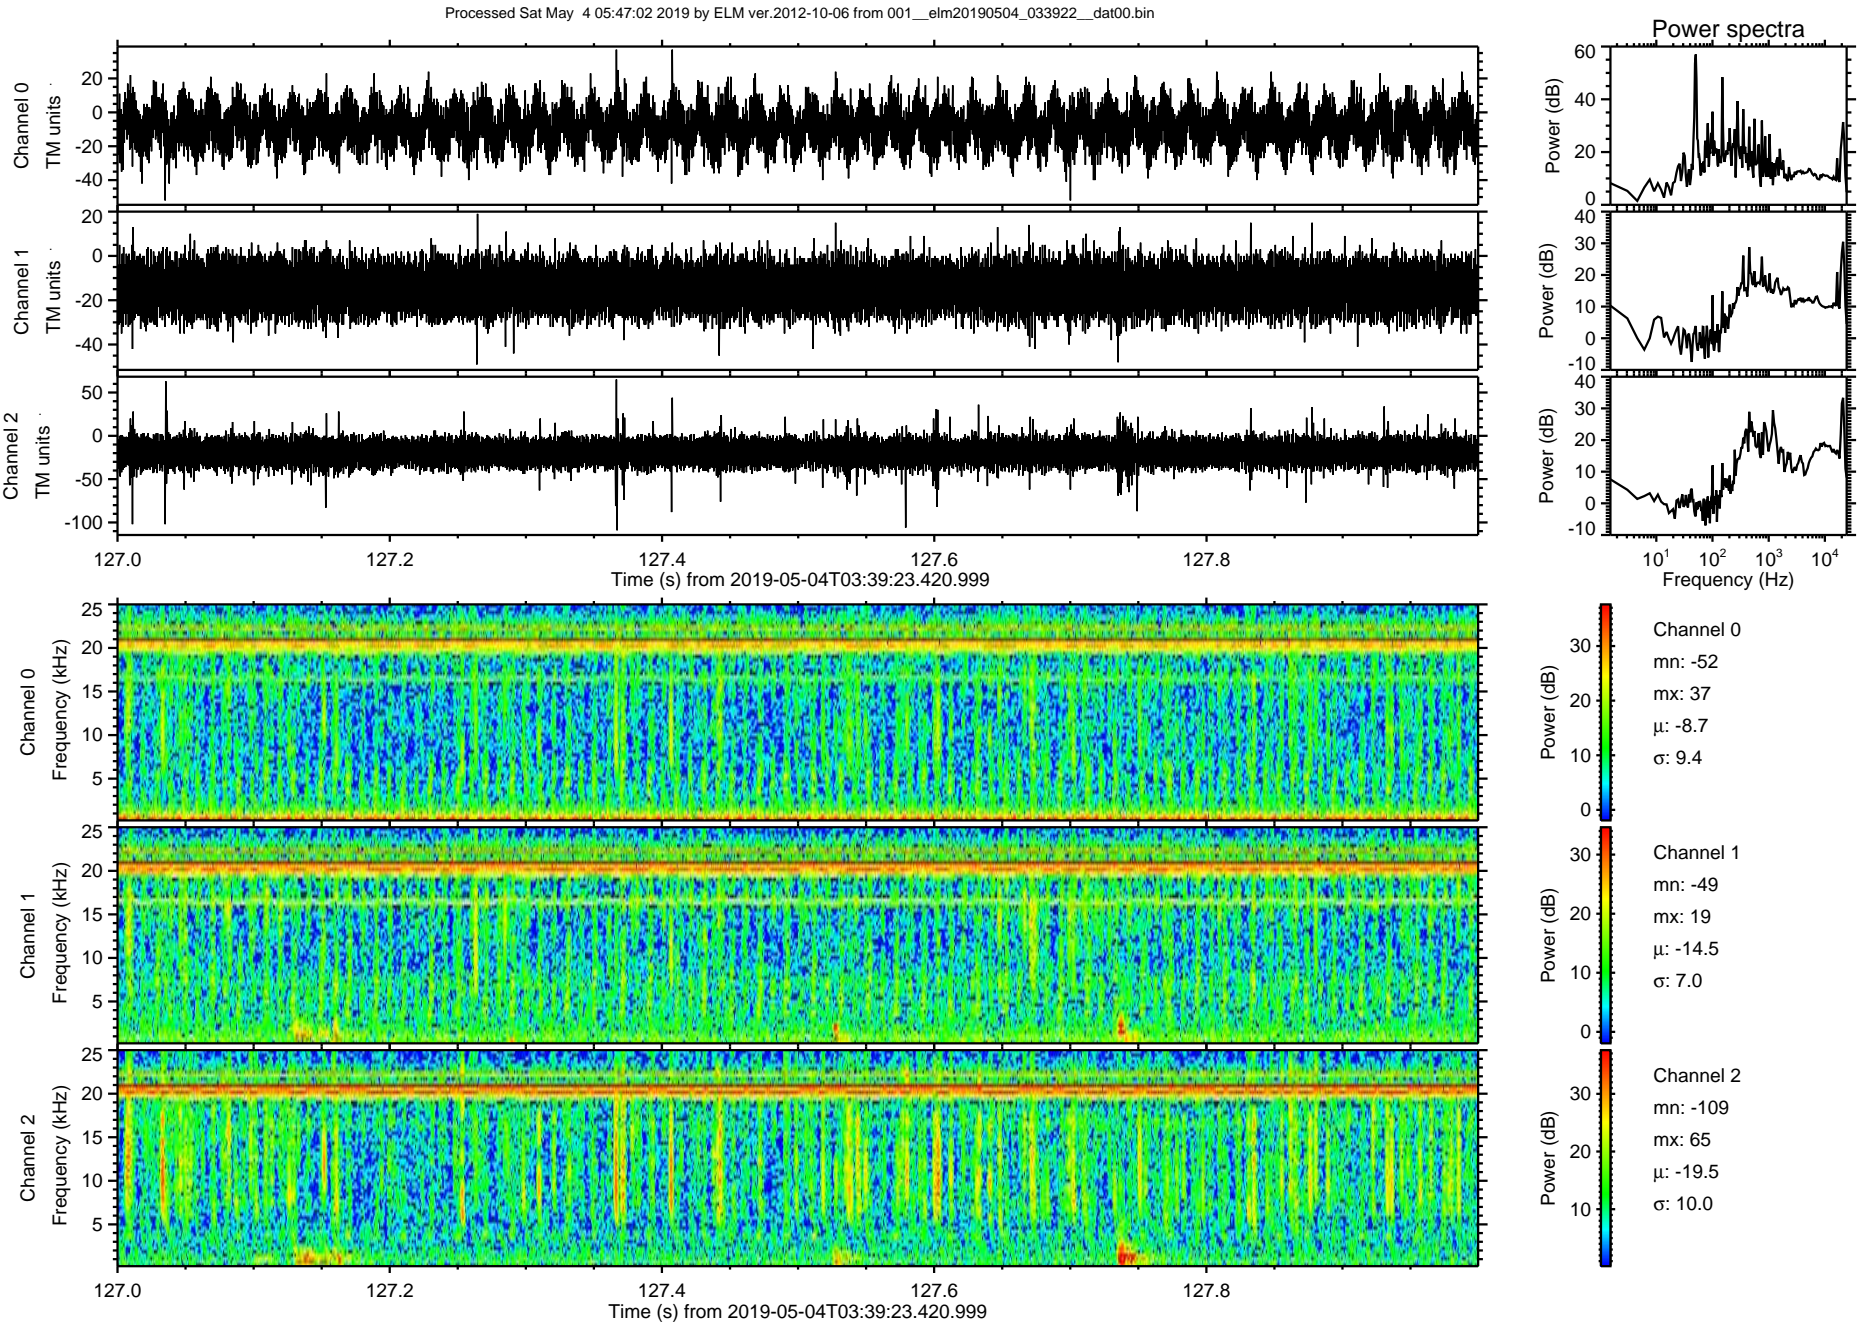 Processed Sat May  4 05:47:02 2019 by ELM ver.2012-10-06 from 001__elm20190504_033922__dat00.bin
Power spectra
Channel 0
TM units
20
0
-20
-40
Power (dB)
60
40
20
0
Channel 1
TM units
20
0
-20
-40
Power (dB)
40
30
20
10
0
-10
Channel 2
TM units
50
0
-50
-100
Power (dB)
40
30
20
10
0
-10
127.0 127.2 127.4 127.6 127.8
Time (s) from 2019-05-04T03:39:23.420.999
10¹ 10² 10³ 10⁴
Frequency (Hz)
Channel 0
Frequency (kHz)
25
20
15
10
5
Power (dB)
30
20
10
0
Channel 0
mn: -52
mx: 37
μ: -8.7
σ: 9.4
Channel 1
Frequency (kHz)
25
20
15
10
5
Power (dB)
30
20
10
0
Channel 1
mn: -49
mx: 19
μ: -14.5
σ: 7.0
Channel 2
Frequency (kHz)
25
20
15
10
5
Power (dB)
30
20
10
Channel 2
mn: -109
mx: 65
μ: -19.5
σ: 10.0
127.0 127.2 127.4 127.6 127.8
Time (s) from 2019-05-04T03:39:23.420.999